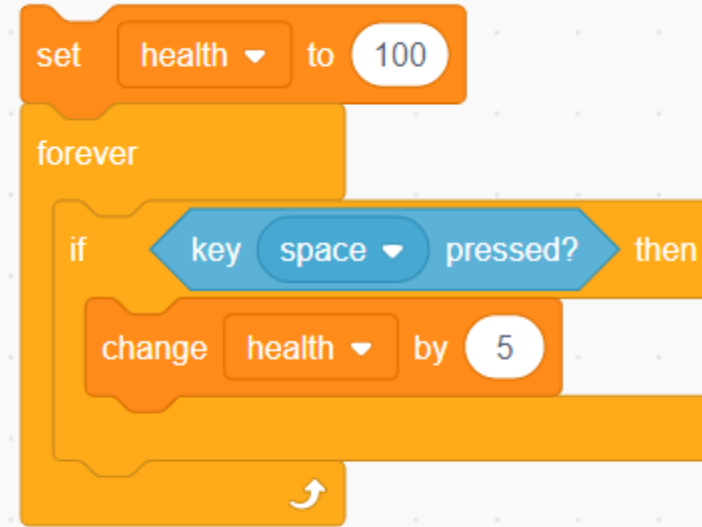 set health to 100
forever
if key space pressed? then
change health by 5